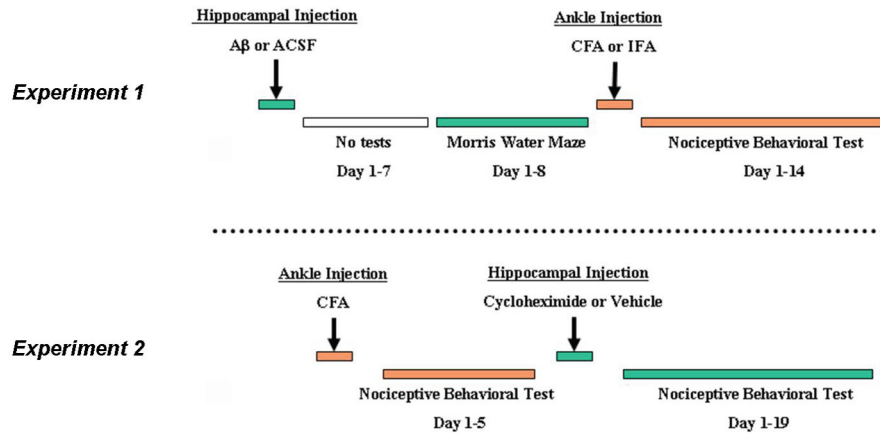 Hippocampal Injection
Aβ or ACSF
Ankle Injection
CFA or IFA
Experiment 1
No tests
Day 1-7
Morris Water Maze
Day 1-8
Nociceptive Behavioral Test
Day 1-14
Ankle Injection
CFA
Hippocampal Injection
Cycloheximide or Vehicle
Experiment 2
Nociceptive Behavioral Test
Day 1-5
Nociceptive Behavioral Test
Day 1-19